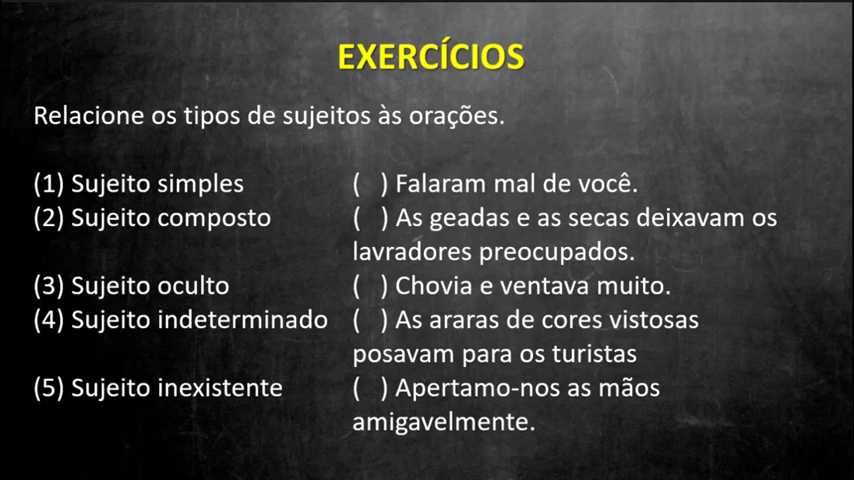 EXERCÍCIOS
Relacione os tipos de sujeitos às orações.
(1) Sujeito simples
(2) Sujeito composto
(3) Sujeito oculto
(4) Sujeito indeterminado
(5) Sujeito inexistente
( ) Falaram mal de você.
( ) As geadas e as secas deixavam os
lavradores preocupados.
( ) Chovia e ventava muito.
( ) As araras de cores vistosas
posavam para os turistas
( ) Apertamo-nos as mãos
amigavelmente.